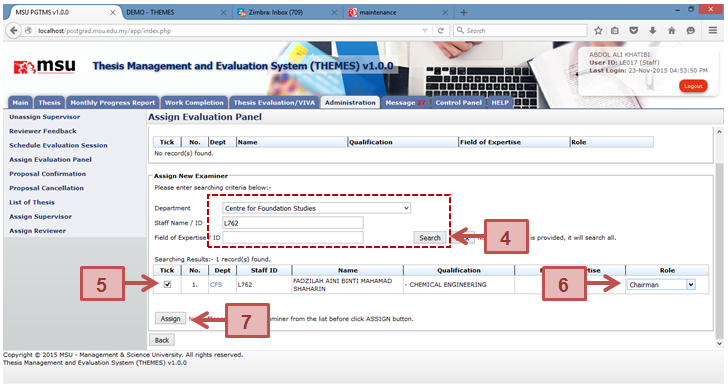 MSU PGTMS v1.0.0
DEMO - THEMES
Zimbra: Inbox (709)
maintenance
localhost/postgrad.msu.edu.my/app/index.php
Search
msu
Thesis Management and Evaluation System (THEMES) v1.0.0
ABDOL ALI KHATIBI
User ID: LE017 (Staff)
Last Login: 23-Nov-2015 04:53:50 PM
Logout
Main Thesis Monthly Progress Report Work Completion Thesis Evaluation/VIVA Administration Message Control Panel HELP
Unassign Supervisor
Reviewer Feedback
Schedule Evaluation Session
Assign Evaluation Panel
Proposal Confirmation
Proposal Cancellation
List of Thesis
Assign Supervisor
Assign Reviewer
Assign Evaluation Panel
Tick No. Dept Name Qualification Field of Expertise Role
No record(s) found.
Assign New Examiner
Please enter searching criteria below:-
Department Centre for Foundation Studies
Staff Name / ID L762
Field of Expertise / ID Search is provided, it will search all.
4
Searching Results:- 1 record(s) found.
Tick No. Dept Staff ID Name Qualification Role
1. CFS L762 FADZILAH AINI BINTI MAHAMAD SHAHARIN - CHEMICAL ENGINEERING Chairman
5
6
Assign aminer from the list before click ASSIGN button.
7
Back
Copyright © 2015 MSU - Management & Science University. All rights reserved.
Thesis Management and Evaluation System (THEMES) v1.0.0